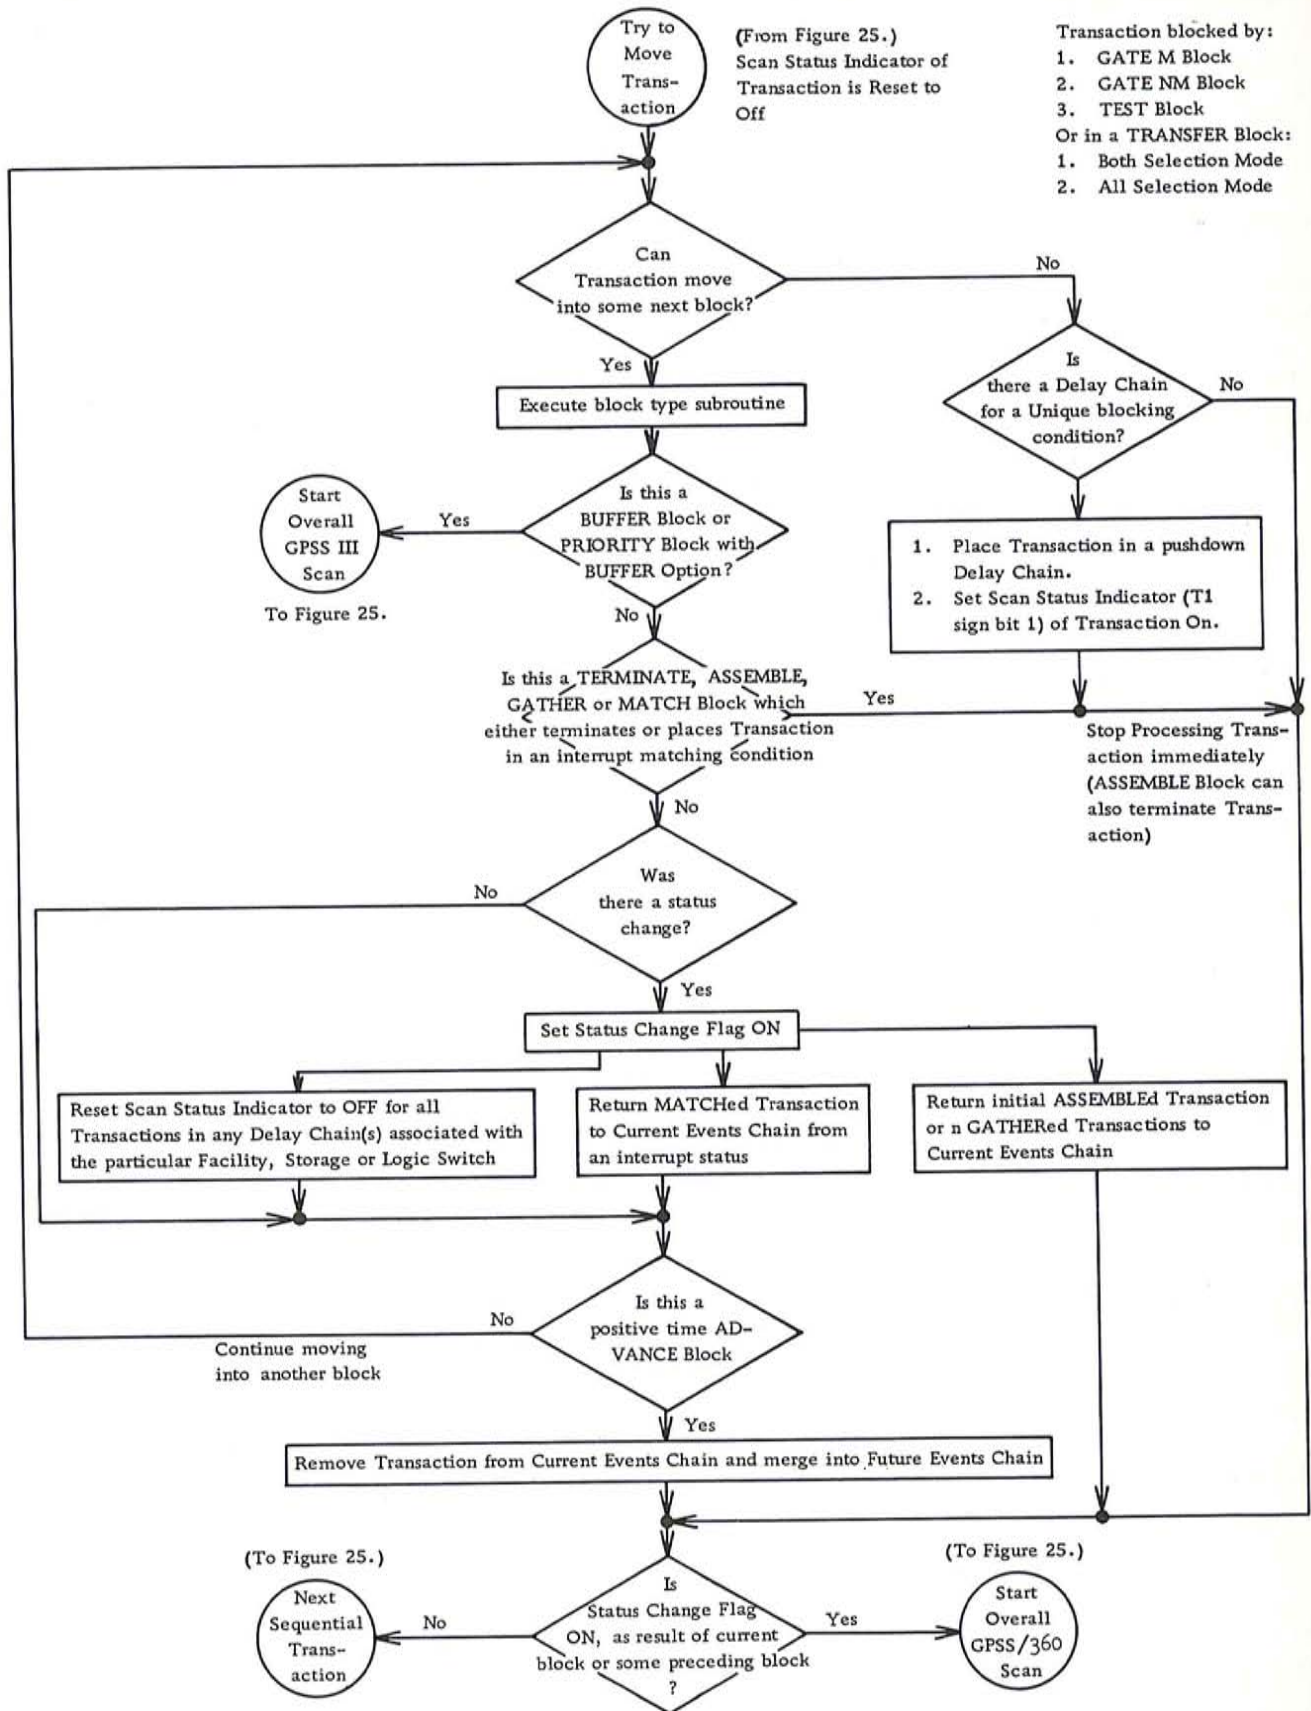 Try to
Move
Trans-
action
(From Figure 25.)
Scan Status Indicator of
Transaction is Reset to
Off
Transaction blocked by:
1. GATE M Block
2. GATE NM Block
3. TEST Block
Or in a TRANSFER Block:
1. Both Selection Mode
2. All Selection Mode
Can
Transaction move
into some next block?
No
Yes
Is
there a Delay Chain
for a Unique blocking
condition?
No
Execute block type subroutine
Is this a
BUFFER Block or
PRIORITY Block with
BUFFER Option?
Yes
Start
Overall
GPSS III
Scan
To Figure 25.
No
1. Place Transaction in a pushdown
Delay Chain.
2. Set Scan Status Indicator (T1
sign bit 1) of Transaction On.
Is this a TERMINATE, ASSEMBLE,
GATHER or MATCH Block which
either terminates or places Transaction
in an interrupt matching condition
Yes
Stop Processing Trans-
action immediately
(ASSEMBLE Block can
also terminate Trans-
action)
No
Was
there a status
change?
No
Yes
Set Status Change Flag ON
Reset Scan Status Indicator to OFF for all
Transactions in any Delay Chain(s) associated with
the particular Facility, Storage or Logic Switch
Return MATCHed Transaction
to Current Events Chain from
an interrupt status
Return initial ASSEMBLEd Transaction
or n GATHERed Transactions to
Current Events Chain
Is this a
positive time AD-
VANCE Block
No
Continue moving
into another block
Yes
Remove Transaction from Current Events Chain and merge into Future Events Chain
(To Figure 25.)
Next
Sequential
Trans-
action
No
Is
Status Change Flag
ON, as result of current
block or some preceding block
?
Yes
(To Figure 25.)
Start
Overall
GPSS/360
Scan